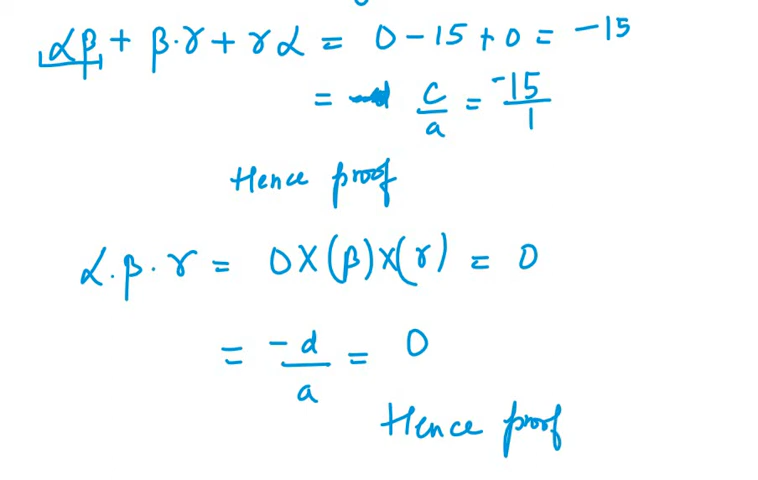 αβ + β.γ + γα = 0 - 15 + 0 = -15
= c/a = -15/1
Hence proof
α.β.γ = 0×(β)×(γ) = 0
= -d/a = 0
Hence proof